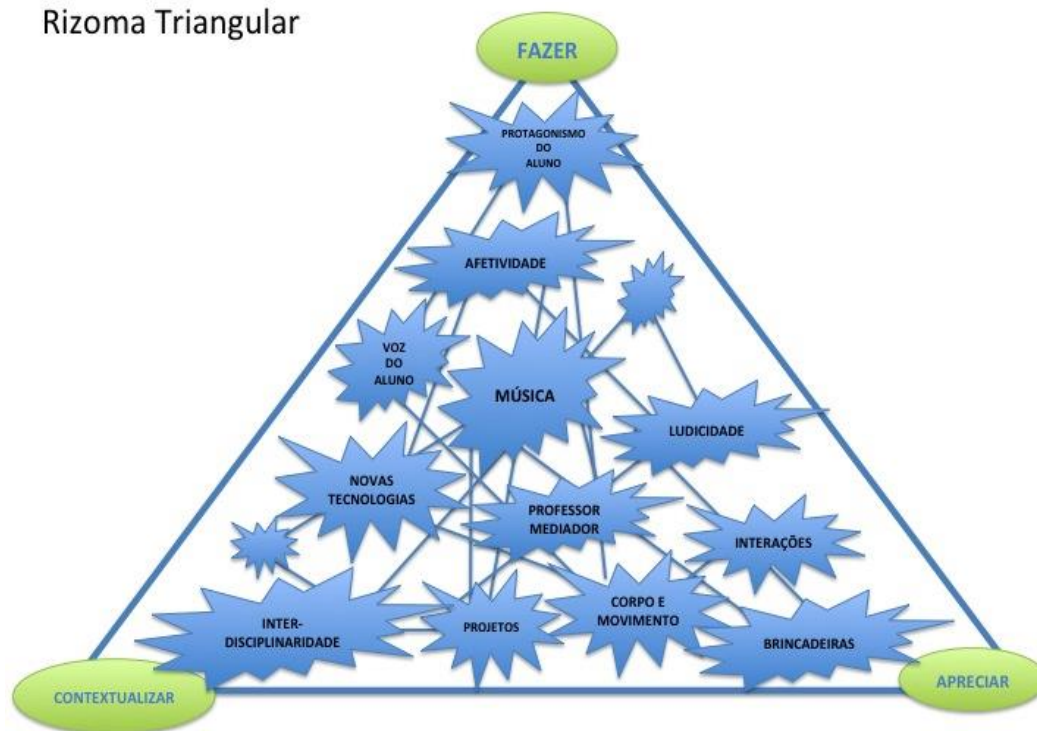 Rizoma Triangular
FAZER
PROTAGONISMO
DO
ALUNO
AFETIVIDADE
VOZ
DO
ALUNO
MÚSICA
LUDICIDADE
NOVAS
TECNOLOGIAS
PROFESSOR
MEDIADOR
INTERAÇÕES
INTER-
DISCIPLINARIDADE
PROJETOS
CORPO E
MOVIMENTO
BRINCADEIRAS
CONTEXTUALIZAR
APRECIAR